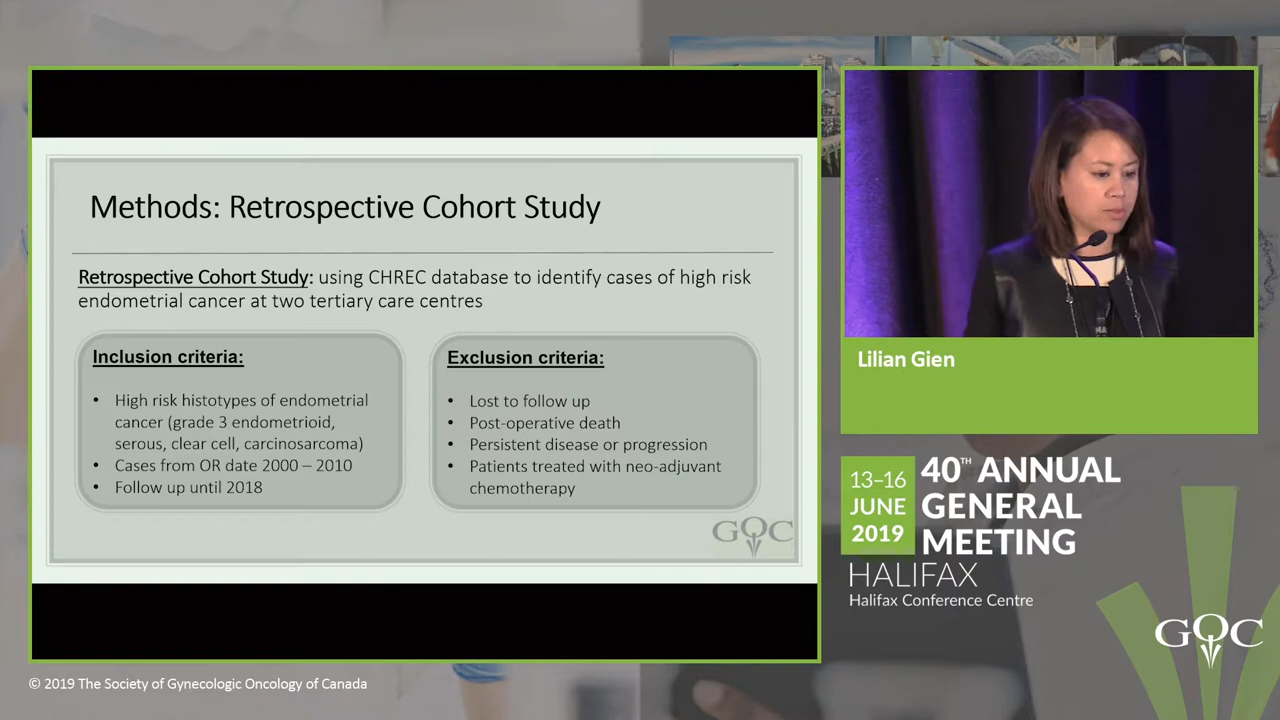 Methods: Retrospective Cohort Study
Retrospective Cohort Study: using CHREC database to identify cases of high risk
endometrial cancer at two tertiary care centres
Inclusion criteria:
• High risk histotypes of endometrial
cancer (grade 3 endometrioid,
serous, clear cell, carcinosarcoma)
• Cases from OR date 2000 – 2010
• Follow up until 2018
Exclusion criteria:
• Lost to follow up
• Post-operative death
• Persistent disease or progression
• Patients treated with neo-adjuvant
chemotherapy
GOC
Lilian Gien
13–16
JUNE
2019
40TH ANNUAL
GENERAL
MEETING
HALIFAX
Halifax Conference Centre
GOC
© 2019 The Society of Gynecologic Oncology of Canada